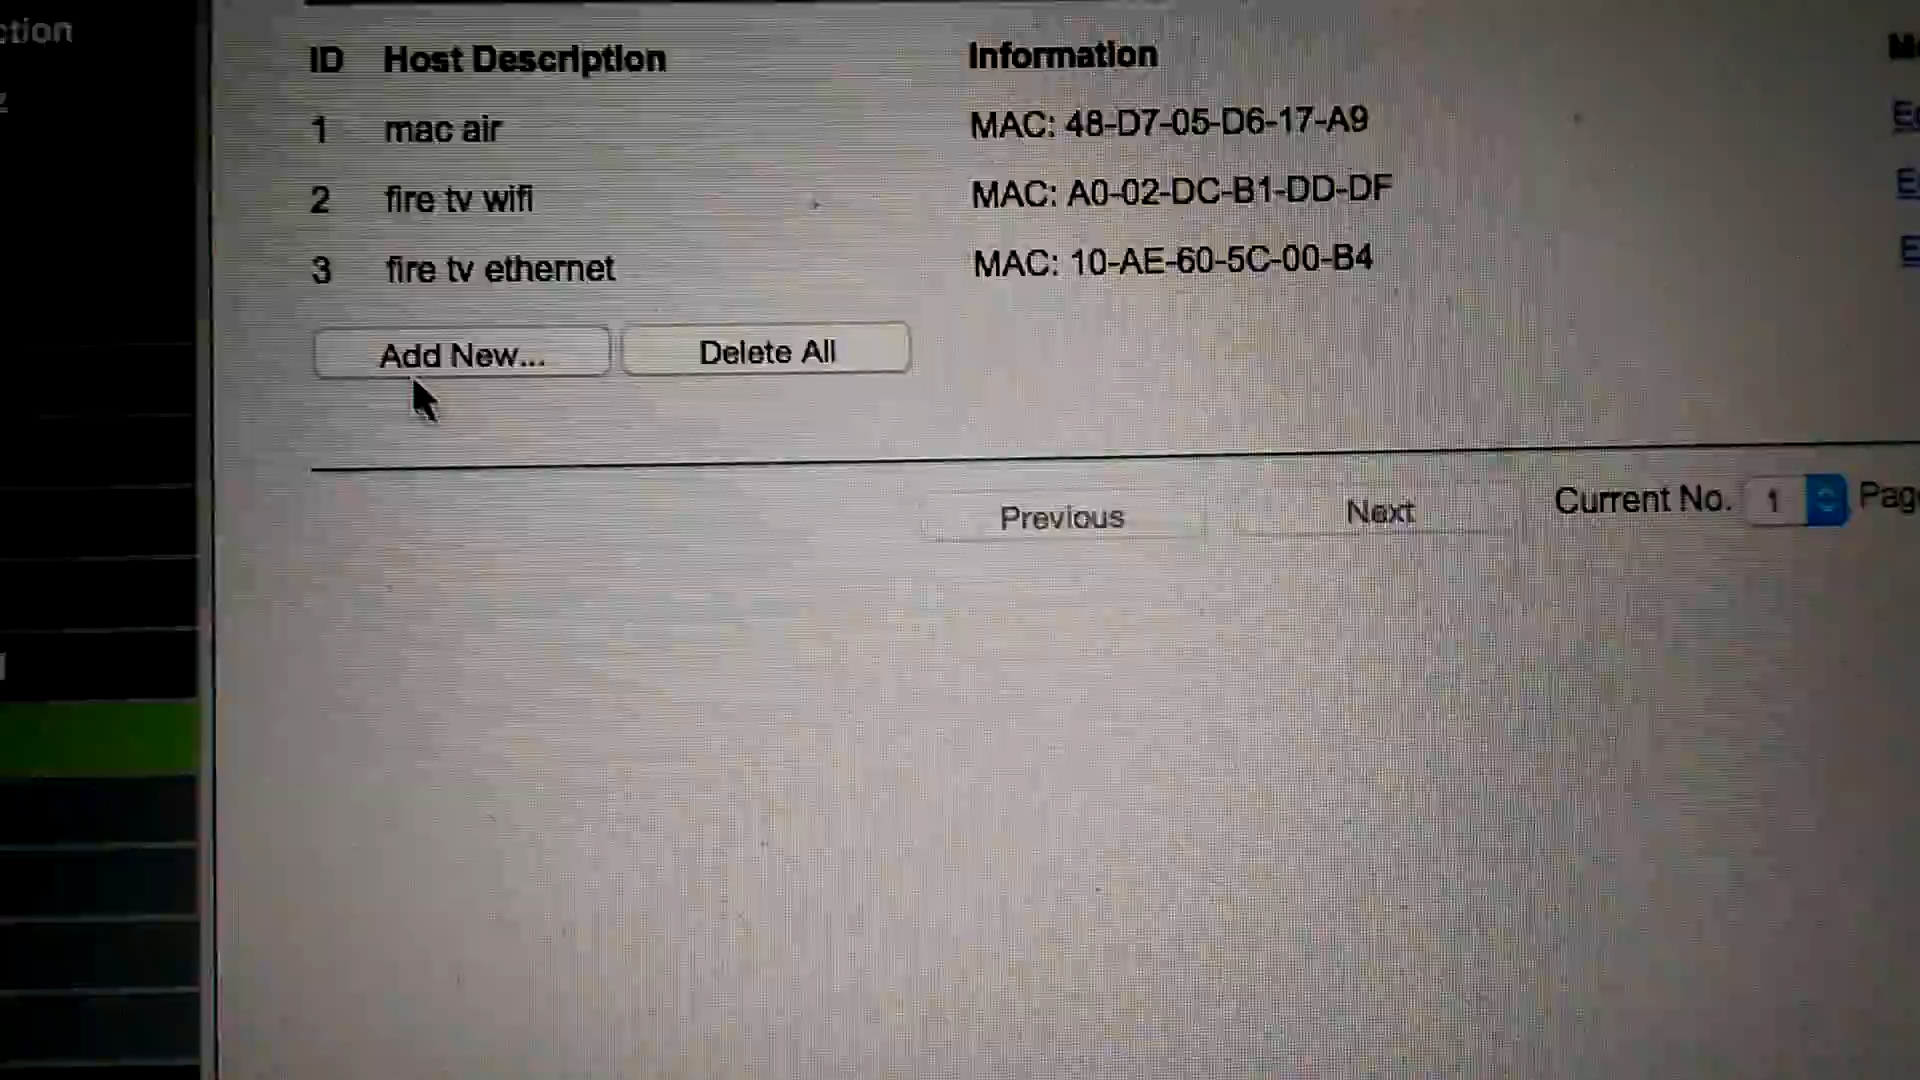 ction
ID Host Description Information
1 mac air MAC: 48-D7-05-D6-17-A9
2 fire tv wifi MAC: A0-02-DC-B1-DD-DF
3 fire tv ethernet MAC: 10-AE-60-5C-00-B4
Add New... Delete All
Previous Next Current No. 1 Pag